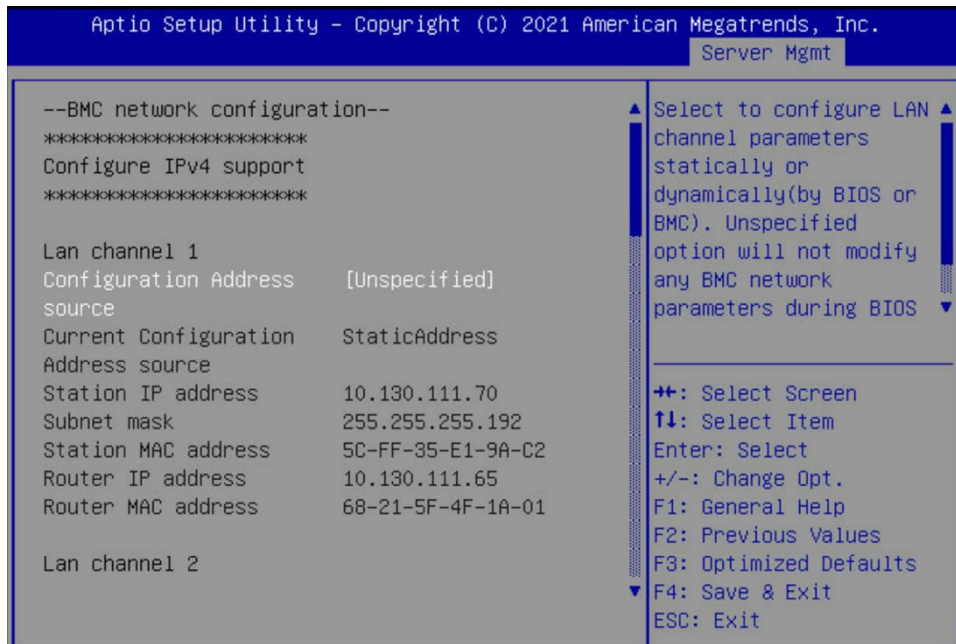 Aptio Setup Utility – Copyright (C) 2021 American Megatrends, Inc.
Server Mgmt
--BMC network configuration--
**********************
Configure IPv4 support
**********************
Lan channel 1
Configuration Address [Unspecified]
source
Current Configuration StaticAddress
Address source
Station IP address 10.130.111.70
Subnet mask 255.255.255.192
Station MAC address 5C-FF-35-E1-9A-C2
Router IP address 10.130.111.65
Router MAC address 68-21-5F-4F-1A-01
Lan channel 2
Select to configure LAN
channel parameters
statically or
dynamically(by BIOS or
BMC). Unspecified
option will not modify
any BMC network
parameters during BIOS
→←: Select Screen
↑↓: Select Item
Enter: Select
+/-: Change Opt.
F1: General Help
F2: Previous Values
F3: Optimized Defaults
F4: Save & Exit
ESC: Exit